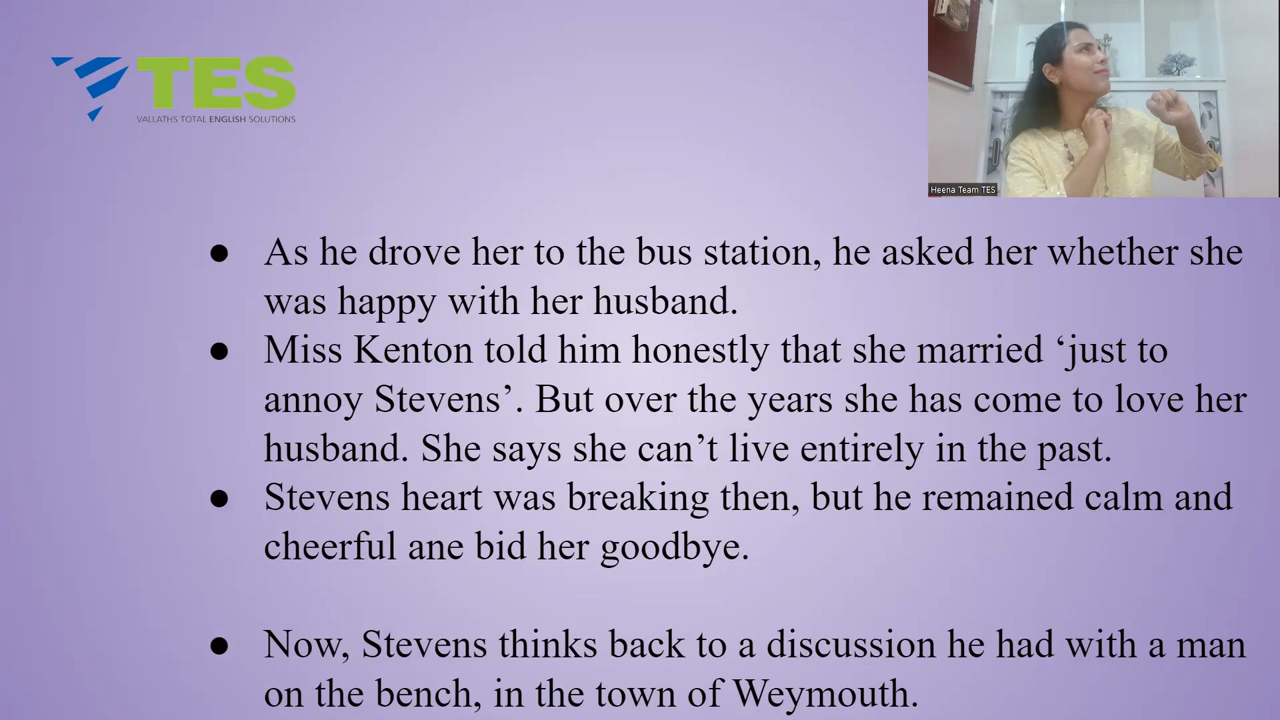 TES
VALLATHS TOTAL ENGLISH SOLUTIONS
Heena Team TES
● As he drove her to the bus station, he asked her whether she
was happy with her husband.
● Miss Kenton told him honestly that she married ‘just to
annoy Stevens’. But over the years she has come to love her
husband. She says she can’t live entirely in the past.
● Stevens heart was breaking then, but he remained calm and
cheerful ane bid her goodbye.
● Now, Stevens thinks back to a discussion he had with a man
on the bench, in the town of Weymouth.